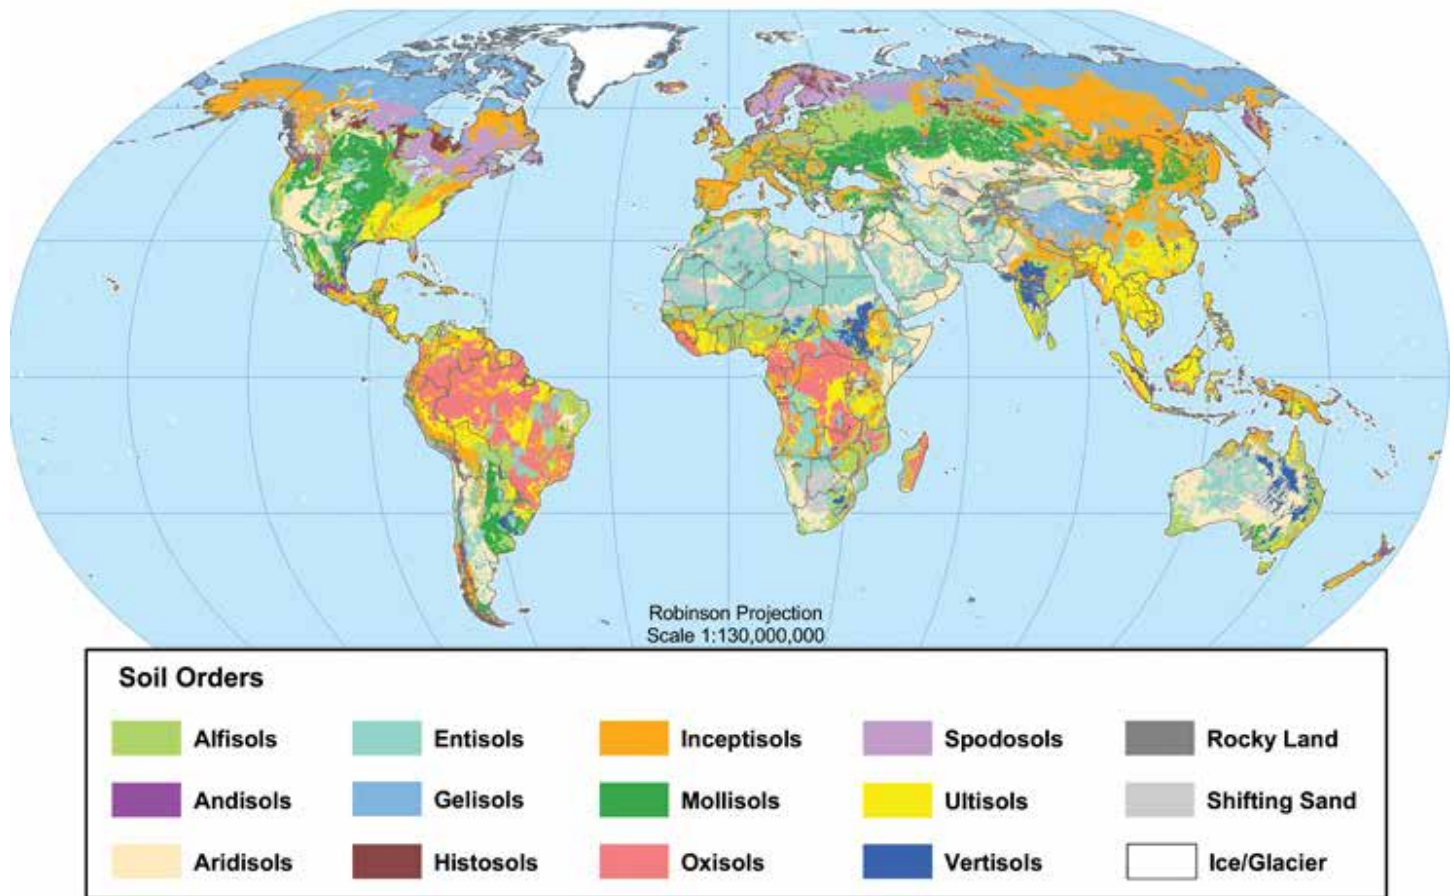 Robinson Projection
Scale 1:130,000,000
Soil Orders
Alfisols
Entisols
Inceptisols
Spodosols
Rocky Land
Andisols
Gelisols
Mollisols
Ultisols
Shifting Sand
Aridisols
Histosols
Oxisols
Vertisols
Ice/Glacier